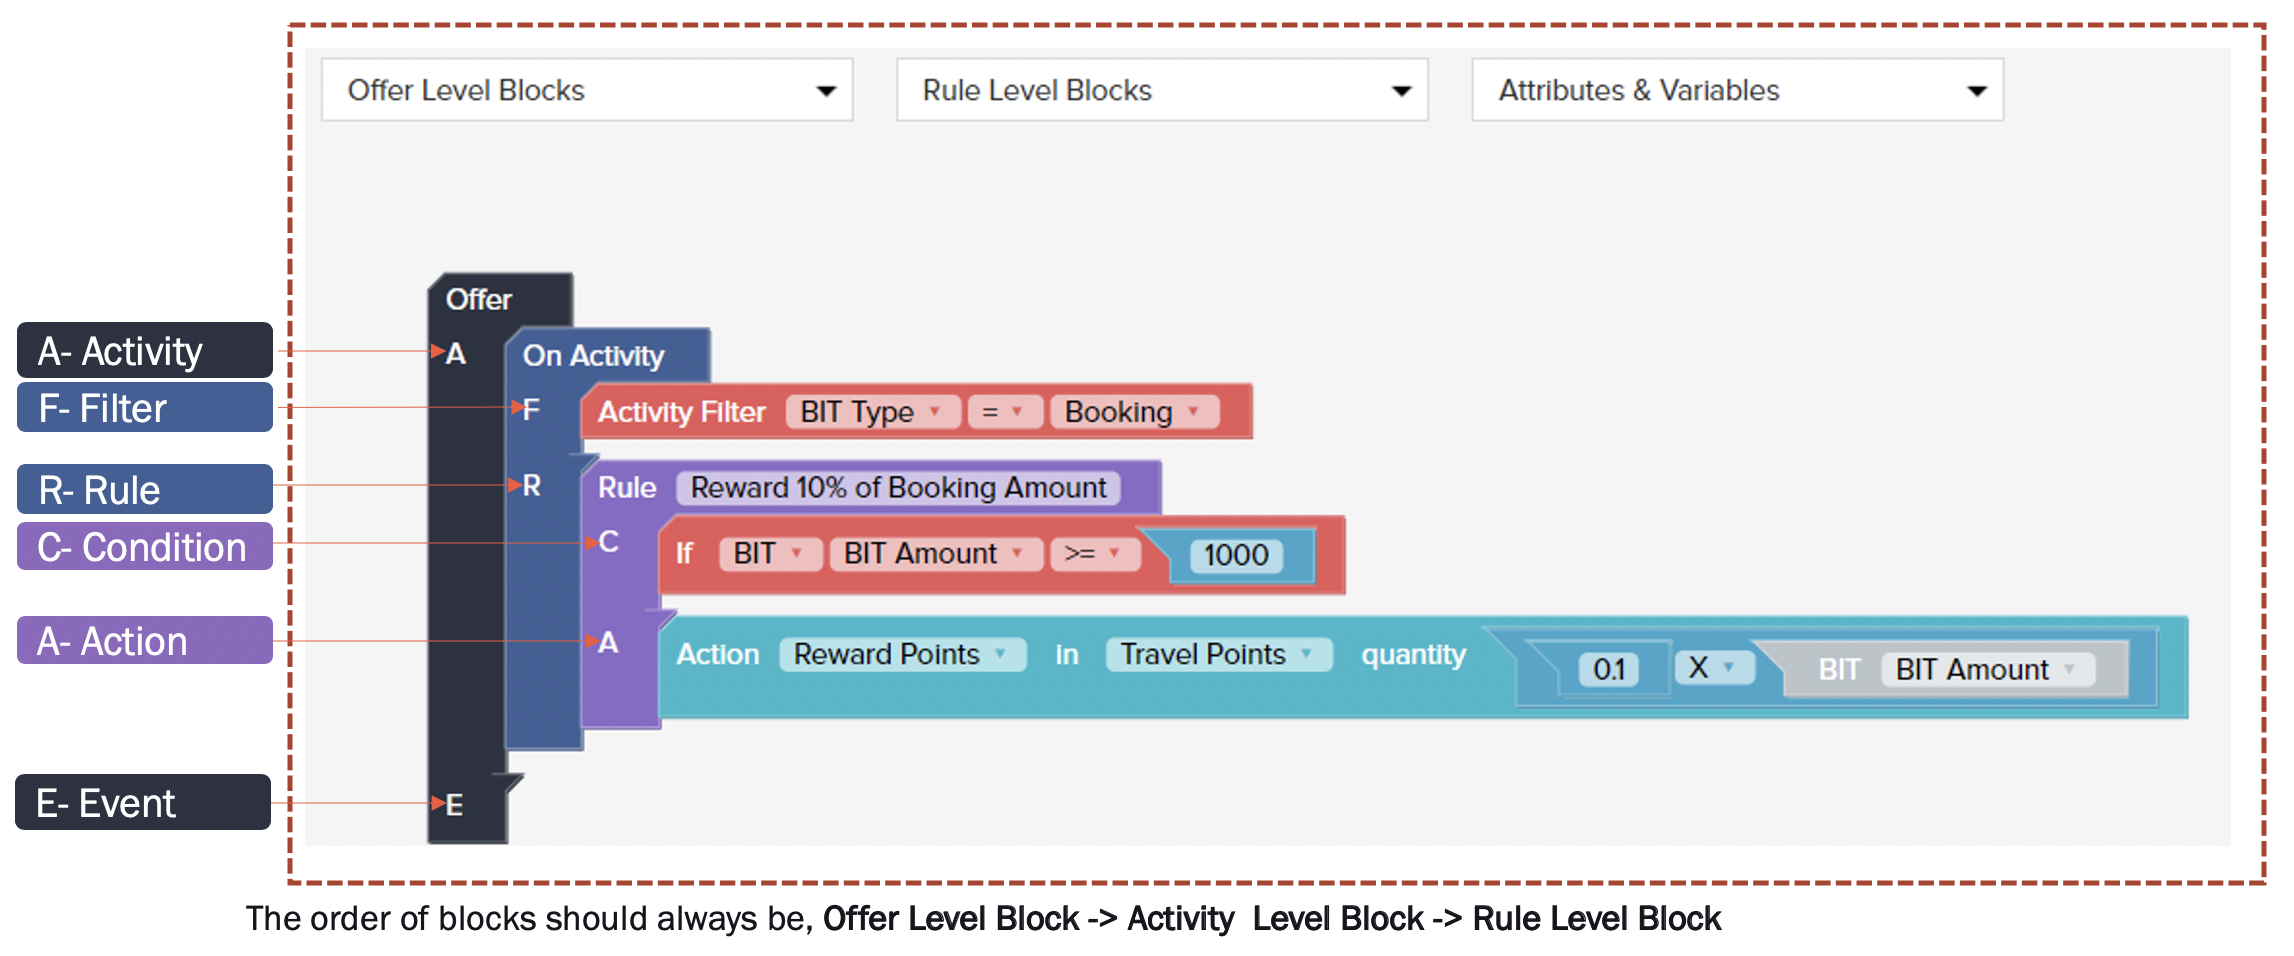 Offer Level Blocks
Rule Level Blocks
Attributes & Variables
Offer
A- Activity
A
On Activity
F- Filter
F
Activity Filter BIT Type = Booking
R- Rule
R
Rule Reward 10% of Booking Amount
C- Condition
C
If BIT BIT Amount >= 1000
A- Action
A
Action Reward Points in Travel Points quantity 0.1 X BIT BIT Amount
E- Event
E
The order of blocks should always be, Offer Level Block -> Activity Level Block -> Rule Level Block